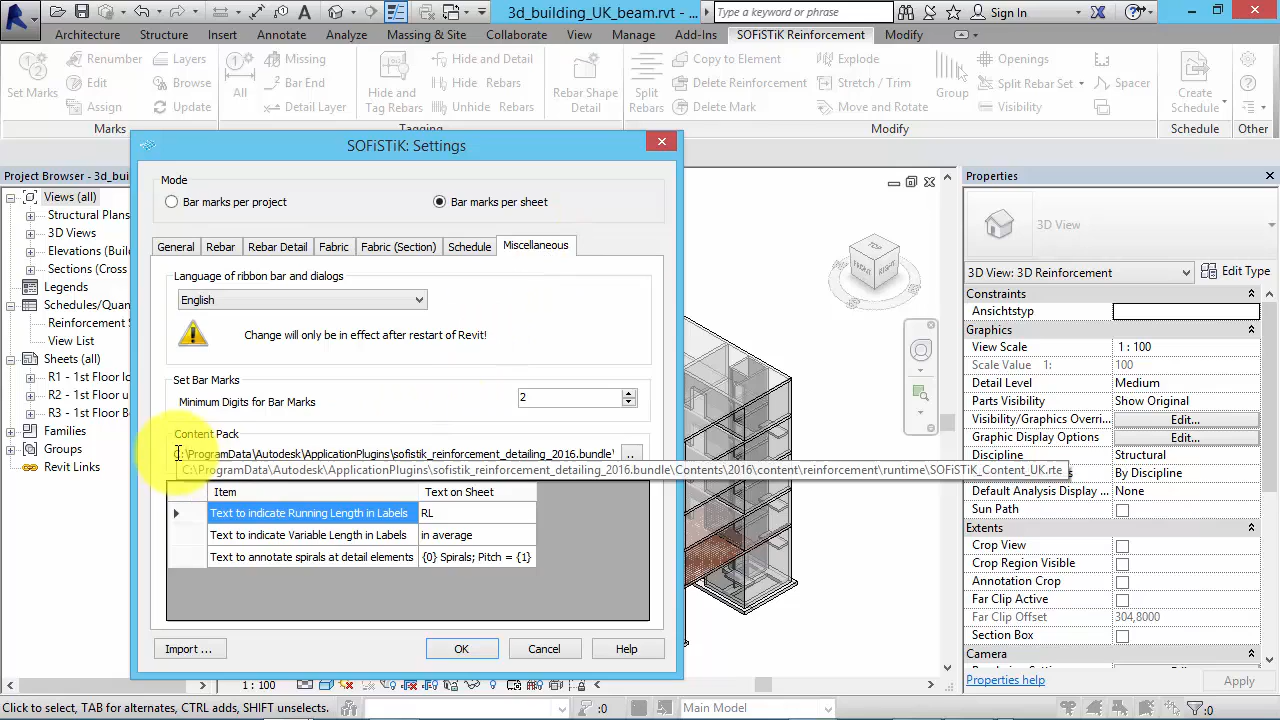 3d_building_UK_beam.rvt - ...
Type a keyword or phrase
Sign In
Architecture
Insert
Annotate
Analyze
Massing & Site
Collaborate
View
Manage
Add-Ins
SOFiSTiK Reinforcement
Modify
Set Marks
Renumber
Edit
Assign
Layers
Browse
Update
Marks
All
Missing
Bar End
Detail Layer
Hide and Tag Rebars
Hide and Detail
Hide Rebars
Unhide Rebars
Tagging
Rebar Shape Detail
Split Rebars
Copy to Element
Delete Reinforcement
Delete Mark
Explode
Stretch / Trim
Move and Rotate
Group
Openings
Split Rebar Set
Visibility
Spacer
Modify
Create Schedule
Schedule
Other
Project Browser - 3d_bui
Views (all)
Structural Plans
3D Views
Elevations (Building
Sections (Cross
Legends
Schedules/Quan
Reinforcement S
View List
Sheets (all)
R1 - 1st Floor lo
R2 - 1st Floor u
R3 - 1st Floor B
Families
Groups
Revit Links
SOFiSTiK: Settings
Mode
Bar marks per project
Bar marks per sheet
General
Rebar
Rebar Detail
Fabric
Fabric (Section)
Schedule
Miscellaneous
Language of ribbon bar and dialogs
English
Change will only be in effect after restart of Revit!
Set Bar Marks
Minimum Digits for Bar Marks
2
Content Pack
C:\ProgramData\Autodesk\ApplicationPlugins\sofistik_reinforcement_detailing_2016.bundle\
...
C:\ProgramData\Autodesk\ApplicationPlugins\sofistik_reinforcement_detailing_2016.bundle\Contents\2016\content\reinforcement\runtime\SOFiSTiK_Content_UK.rte
Item
Text on Sheet
Text to indicate Running Length in Labels
RL
Text to indicate Variable Length in Labels
in average
Text to annotate spirals at detail elements
{0} Spirals; Pitch = {1}
Import ...
OK
Cancel
Help
TOP
FRONT
RIGHT
Properties
3D View
3D View: 3D Reinforcement
Edit Type
Constraints
Ansichtstyp
Graphics
View Scale
1 : 100
Scale Value 1:
100
Detail Level
Medium
Parts Visibility
Show Original
Visibility/Graphics Overri...
Edit...
Graphic Display Options
Edit...
Structural
By Discipline
Default Analysis Display ...
None
Sun Path
Extents
Crop View
Crop Region Visible
Annotation Crop
Far Clip Active
Far Clip Offset
304,8000
Section Box
Camera
Edit...
Properties help
Apply
1 : 100
Click to select, TAB for alternates, CTRL adds, SHIFT unselects.
:0
Main Model
:0